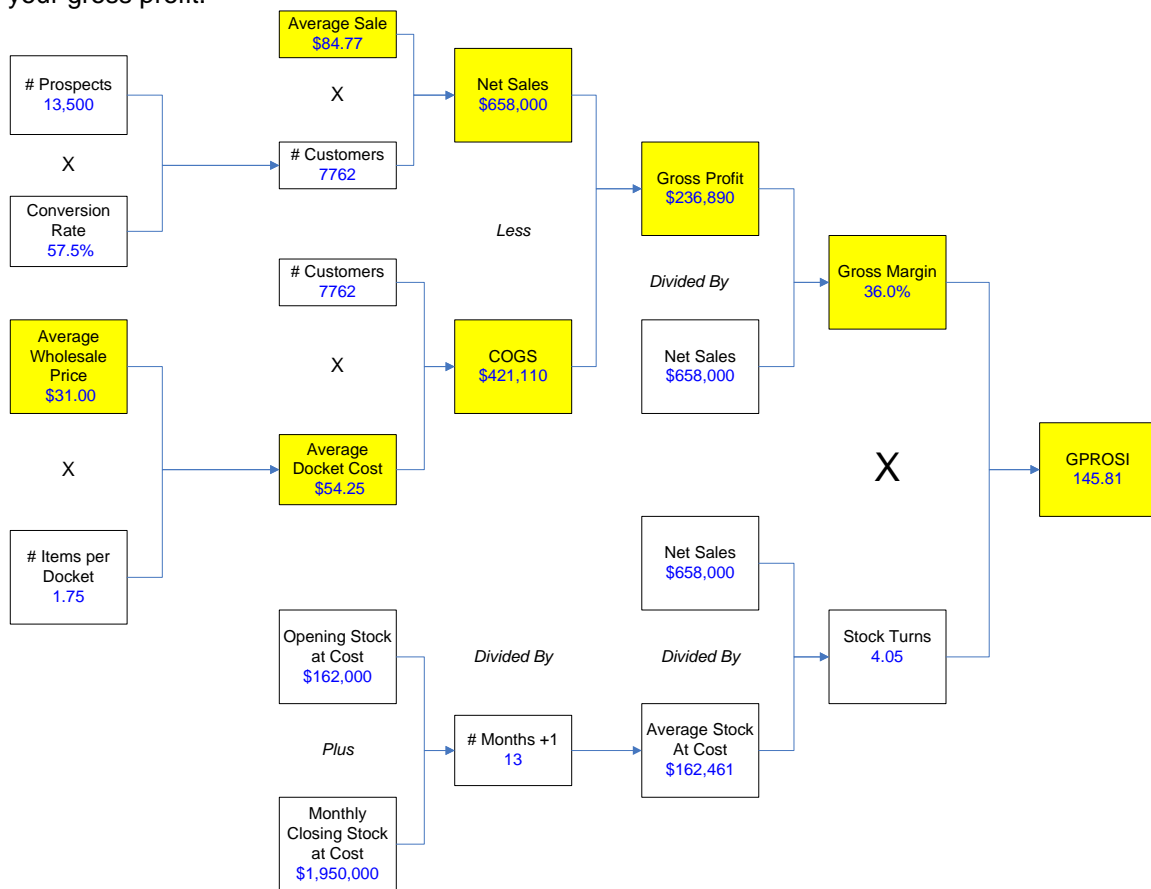 your gross profit.
Average Sale
$84.77
# Prospects
13,500
X
Net Sales
$658,000
X
# Customers
7762
Conversion
Rate
57.5%
Gross Profit
$236,890
Less
# Customers
7762
Divided By
Gross Margin
36.0%
Average
Wholesale
Price
$31.00
X
COGS
$421,110
Net Sales
$658,000
X
Average
Docket Cost
$54.25
X
GPROSI
145.81
# Items per
Docket
1.75
Net Sales
$658,000
Opening Stock
at Cost
$162,000
Divided By
Divided By
Stock Turns
4.05
Plus
# Months +1
13
Average Stock
At Cost
$162,461
Monthly
Closing Stock
at Cost
$1,950,000